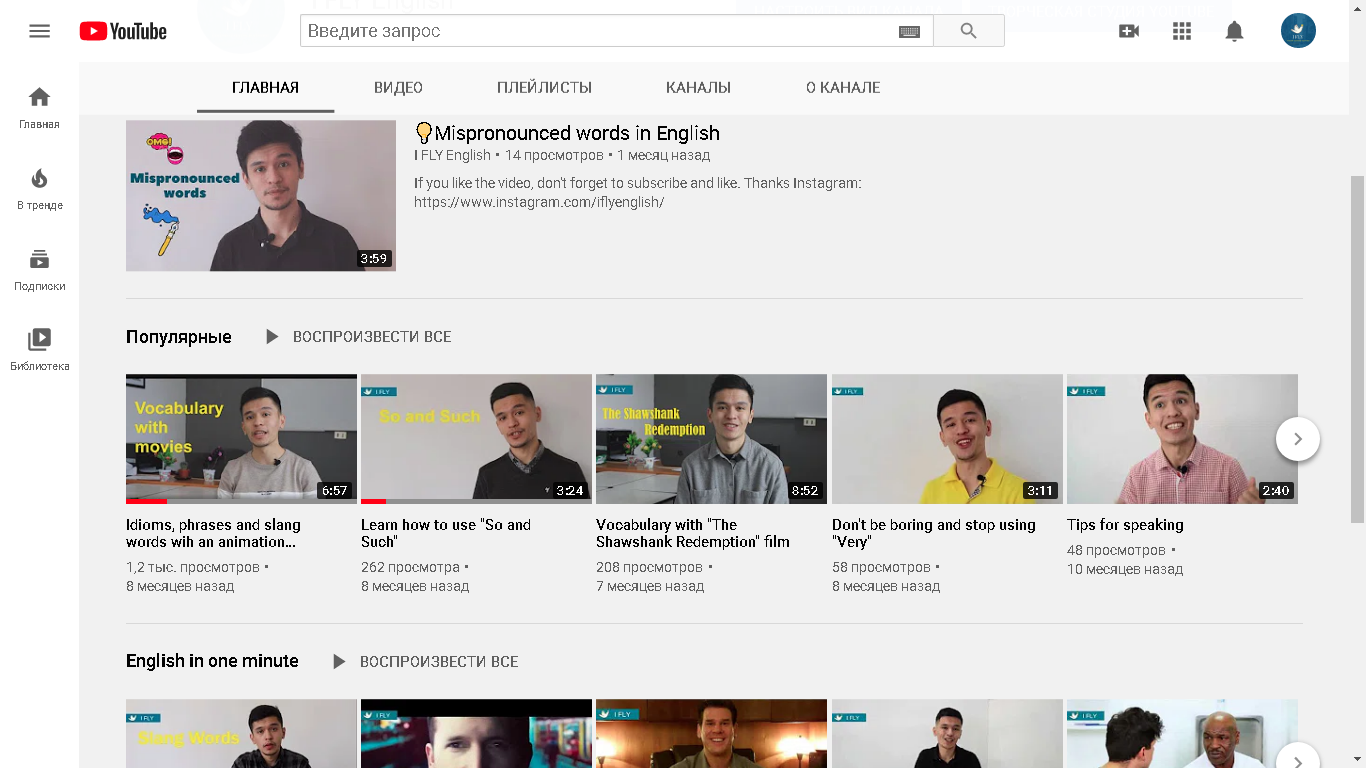 YouTube
Введите запрос
ГЛАВНАЯ
ВИДЕО
ПЛЕЙЛИСТЫ
КАНАЛЫ
О КАНАЛЕ
Главная
В тренде
Подписки
Библиотека
OMG!
Mispronounced
words
3:59
Mispronounced words in English
I FLY English • 14 просмотров • 1 месяц назад
If you like the video, don't forget to subscribe and like. Thanks Instagram:
https://www.instagram.com/iflyenglish/
Популярные
ВОСПРОИЗВЕСТИ ВСЕ
Vocabulary
with
movies
6:57
Idioms, phrases and slang
words wih an animation...
1,2 тыс. просмотров •
8 месяцев назад
I FLY
So and Such
3:24
Learn how to use "So and
Such"
262 просмотра •
8 месяцев назад
I FLY
The Shawshank
Redemption
8:52
Vocabulary with "The
Shawshank Redemption" film
208 просмотров •
7 месяцев назад
I FLY
3:11
Don't be boring and stop using
"Very"
58 просмотров •
8 месяцев назад
I FLY
2:40
Tips for speaking
48 просмотров •
10 месяцев назад
English in one minute
ВОСПРОИЗВЕСТИ ВСЕ
I FLY
Slang Words
I FLY
I FLY
I FLY
I FLY